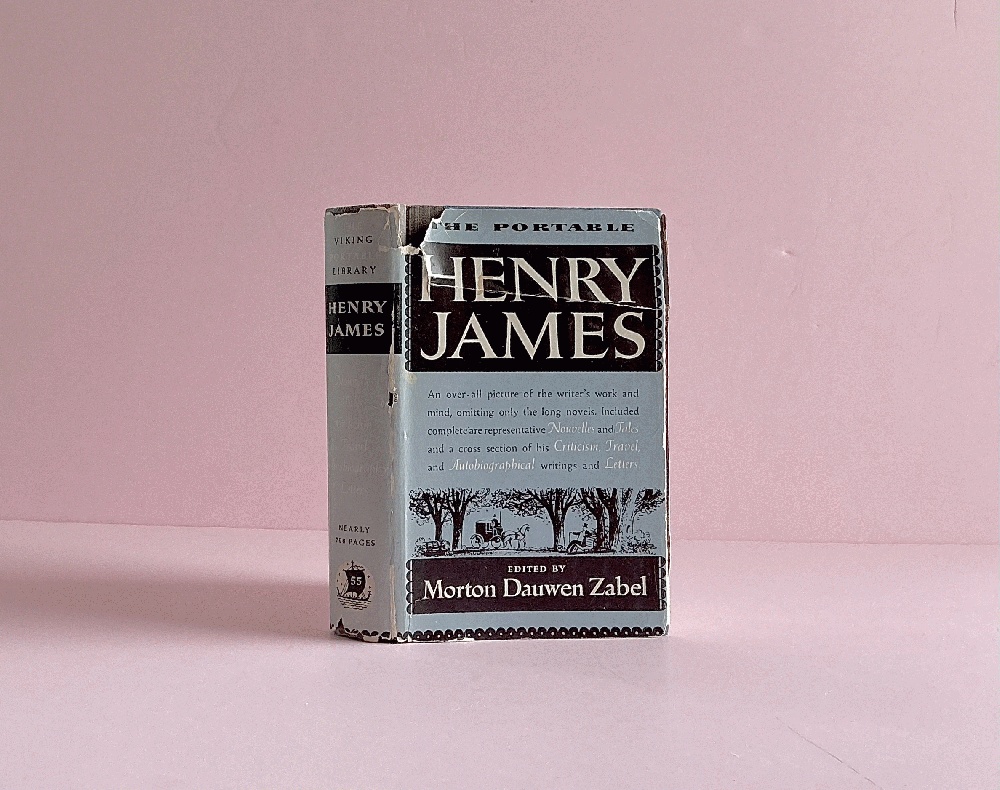 VIKING
LIBRARY
HENRY
JAMES
NEARLY
PAGES
55
THE PORTABLE
HENRY
JAMES
An over-all picture of the writer's work and
mind, omitting only the long novels. Included
complete are representative Nouvelles and Tales
and a cross section of his Criticism, Travel,
and Autobiographical writings and Letters.
EDITED BY
Morton Dauwen Zabel